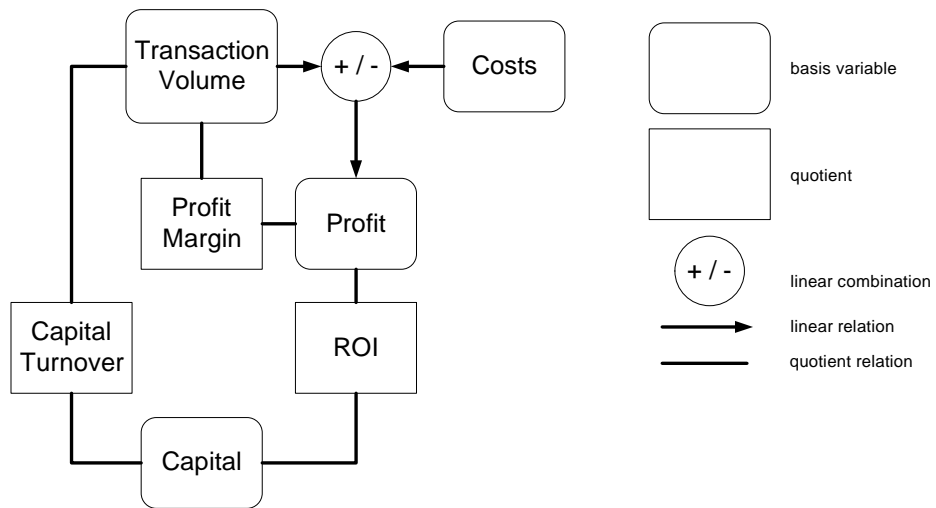 Transaction
Volume
+ / -
Costs
Profit
Margin
Profit
Capital
Turnover
ROI
Capital
basis variable
quotient
+ / -
linear combination
linear relation
quotient relation